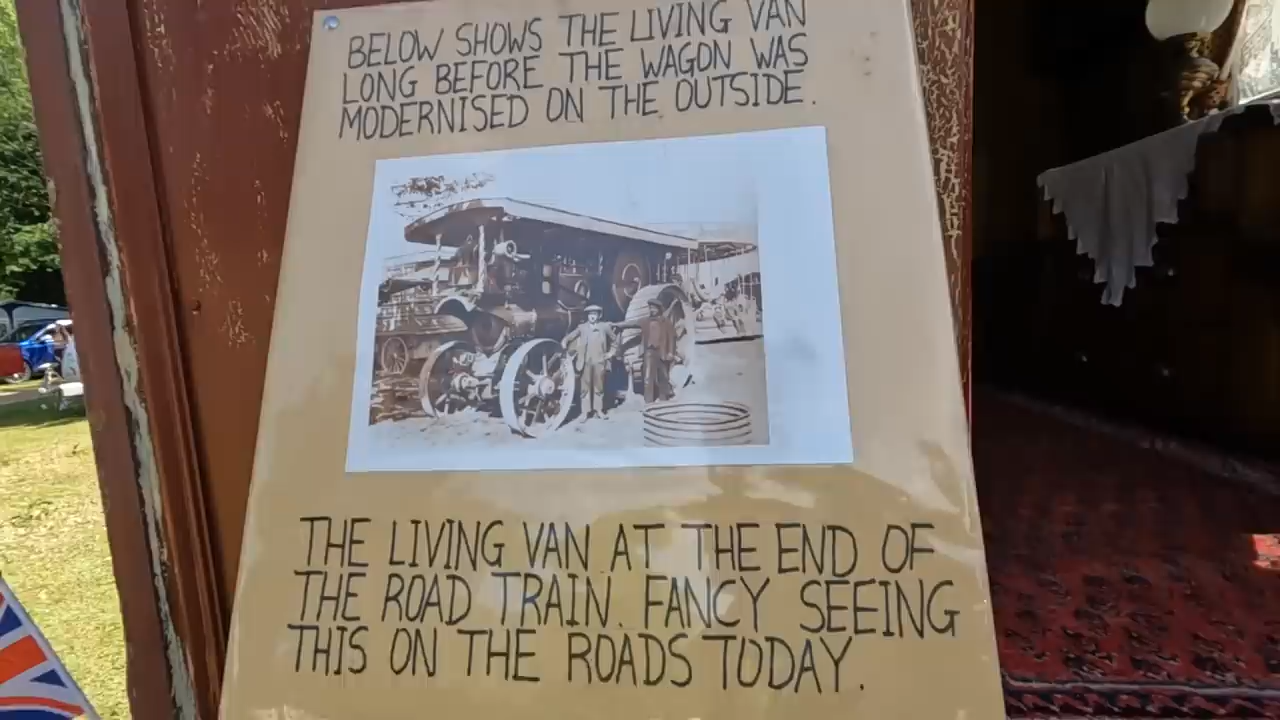 BELOW SHOWS THE LIVING VAN
LONG BEFORE THE WAGON WAS
MODERNISED ON THE OUTSIDE.
THE LIVING VAN AT THE END OF
THE ROAD TRAIN. FANCY SEEING
THIS ON THE ROADS TODAY.